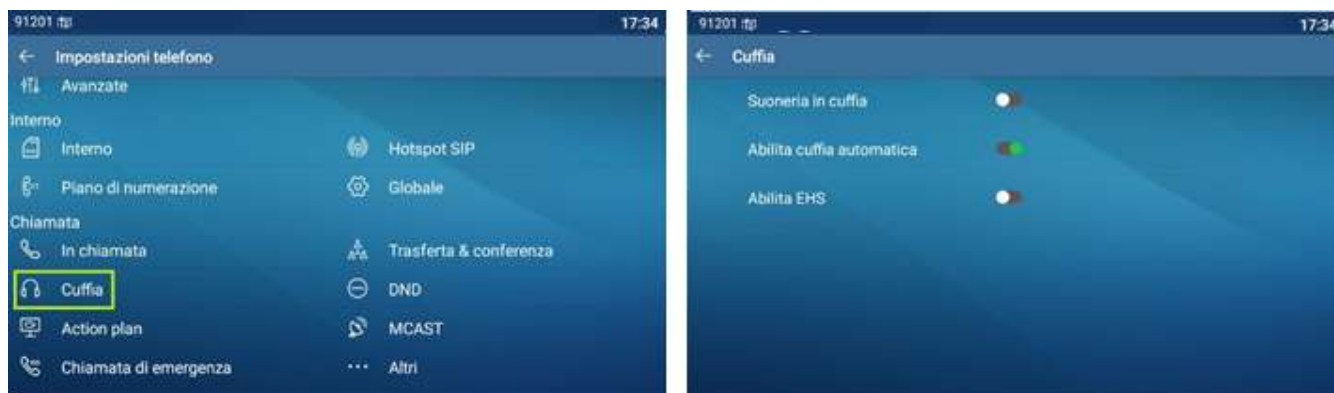 91201 17:34
Impostazioni telefono
Avanzate
Interno
Interno Hotspot SIP
Piano di numerazione Globale
Chiamata
In chiamata Trasferta & conferenza
Cuffia DND
Action plan MCAST
Chiamata di emergenza Altri
91201 17:34
Cuffia
Suoneria in cuffia
Abilita cuffia automatica
Abilita EHS